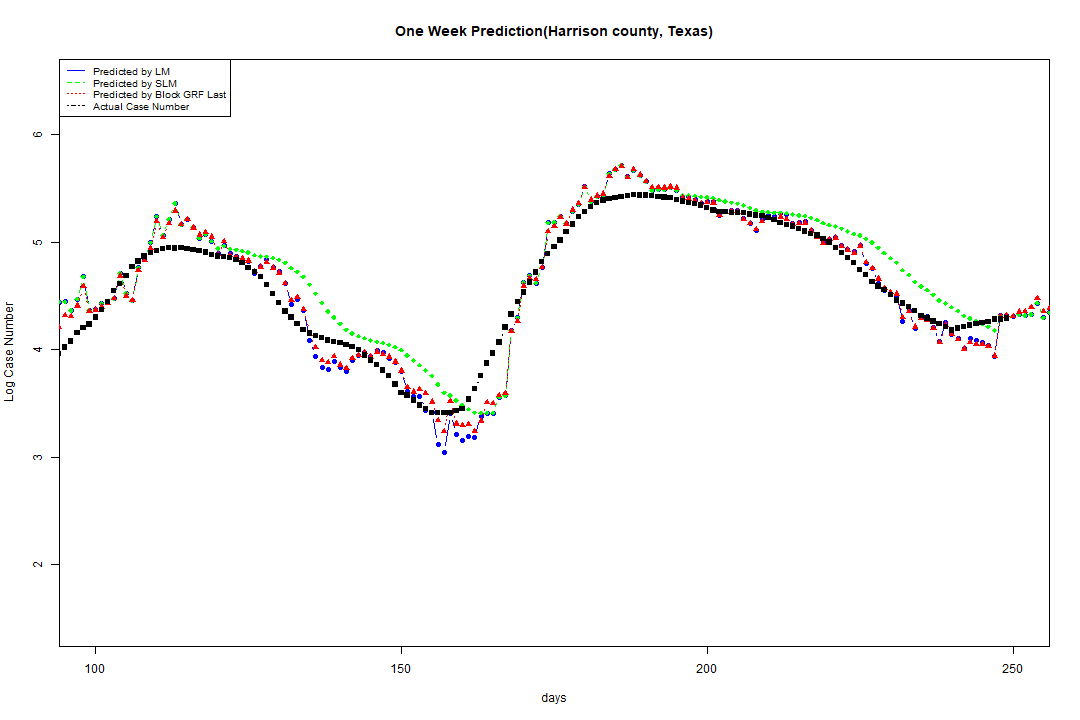 One Week Prediction(Harrison county, Texas)
Predicted by LM
Predicted by SLM
Predicted by Block GRF Last
Actual Case Number
6
5
4
3
2
Log Case Number
100
150
200
250
days